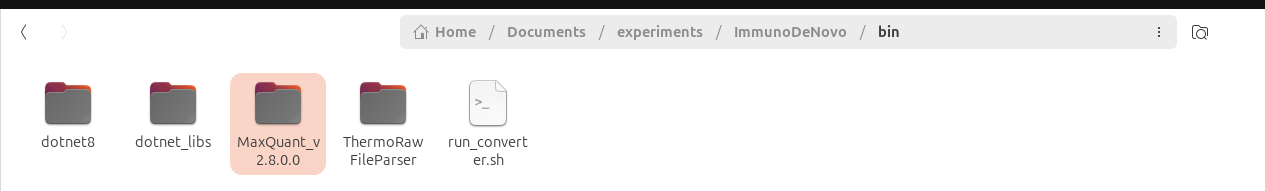 Home / Documents / experiments / ImmunoDeNovo / bin
>_
dotnet8
dotnet_libs
MaxQuant_v
2.8.0.0
ThermoRaw
FileParser
run_convert
er.sh